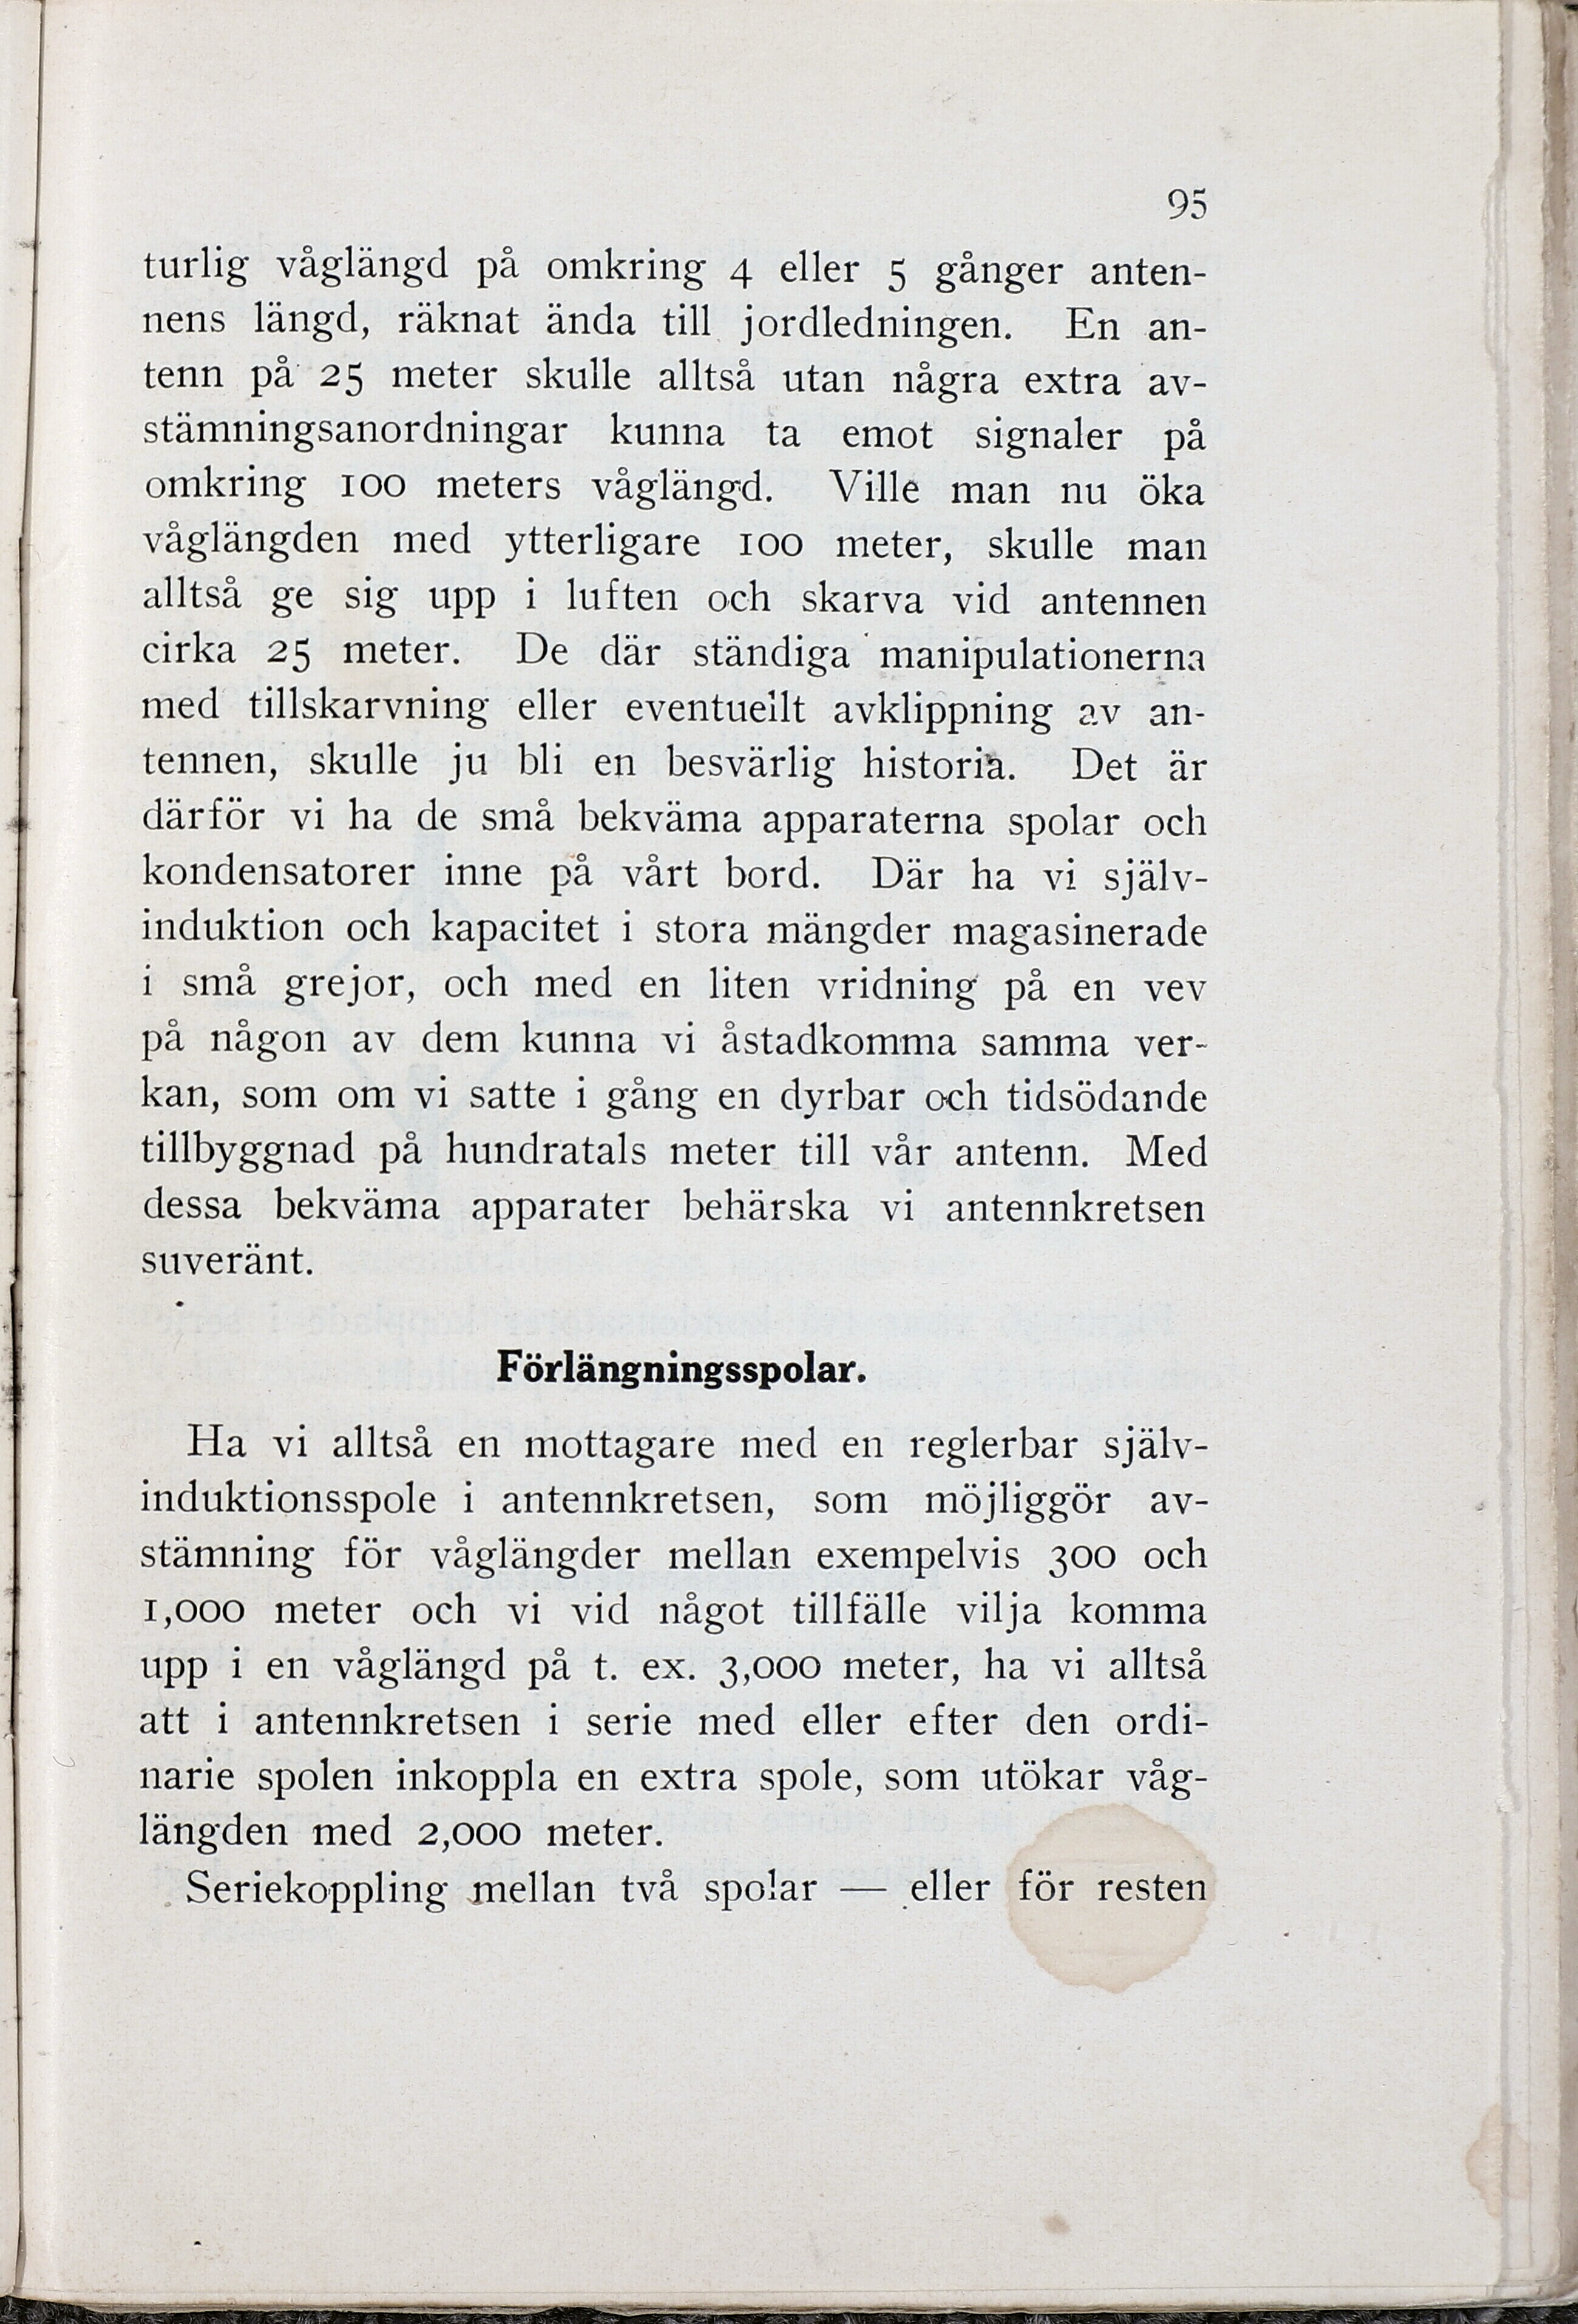 95
turlig våglängd på omkring 4 eller 5 gånger anten-
nens längd, räknat ända till jordledningen. En an-
tenn på 25 meter skulle alltså utan några extra av-
stämningsanordningar kunna ta emot signaler på
omkring 100 meters våglängd. Ville man nu öka
våglängden med ytterligare 100 meter, skulle man
alltså ge sig upp i luften och skarva vid antennen
cirka 25 meter. De där ständiga manipulationerna
med tillskarvning eller eventuellt avklippning av an-
tennen, skulle ju bli en besvärlig historia. Det är
därför vi ha de små bekväma apparaterna spolar och
kondensatorer inne på vårt bord. Där ha vi själv-
induktion och kapacitet i stora mängder magasinerade
i små grejor, och med en liten vridning på en vev
på någon av dem kunna vi åstadkomma samma ver-
kan, som om vi satte i gång en dyrbar och tidsödande
tillbyggnad på hundratals meter till vår antenn. Med
dessa bekväma apparater behärska vi antennkretsen
suveränt.
Förlängningsspolar.
Ha vi alltså en mottagare med en reglerbar själv-
induktionsspole i antennkretsen, som möjliggör av-
stämning för våglängder mellan exempelvis 300 och
1,000 meter och vi vid något tillfälle vilja komma
upp i en våglängd på t. ex. 3,000 meter, ha vi alltså
att i antennkretsen i serie med eller efter den ordi-
narie spolen inkoppla en extra spole, som utökar våg-
längden med 2,000 meter.
Seriekoppling mellan två spolar — eller för resten